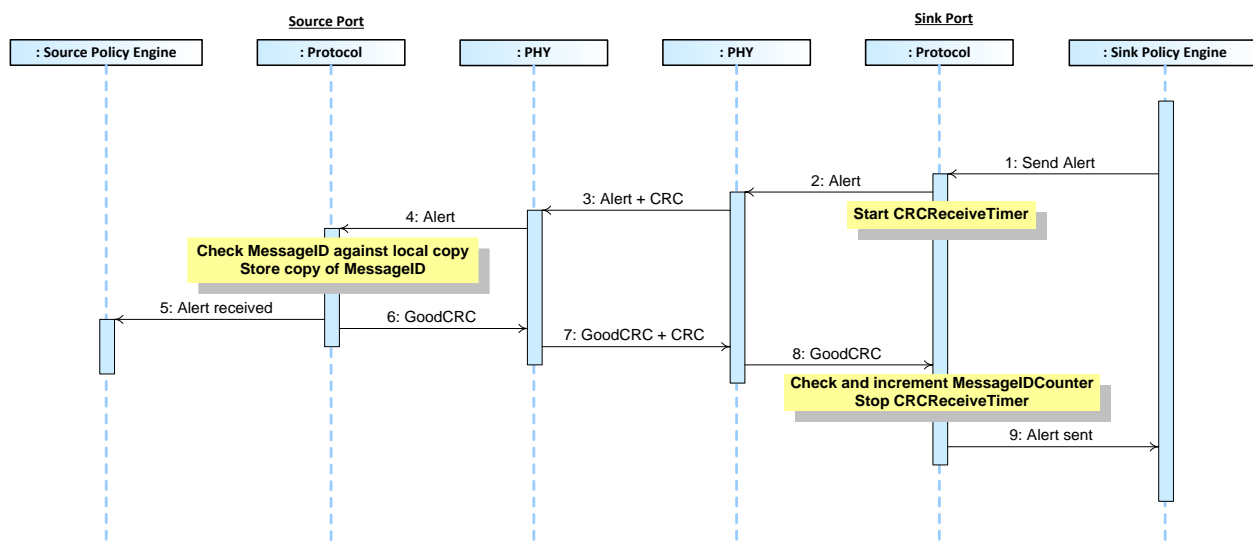 Source Port
Sink Port
: Source Policy Engine
: Protocol
: PHY
: PHY
: Protocol
: Sink Policy Engine
1: Send Alert
2: Alert
3: Alert + CRC
Start CRCReceiveTimer
4: Alert
Check MessageID against local copy
Store copy of MessageID
5: Alert received
6: GoodCRC
7: GoodCRC + CRC
8: GoodCRC
Check and increment MessageIDCounter
Stop CRCReceiveTimer
9: Alert sent